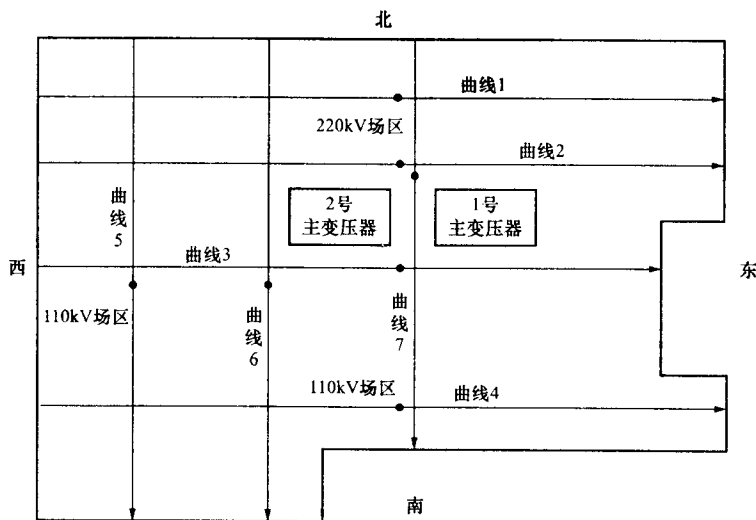 北
曲线1
220kV场区
曲线2
曲线5
2号
主变压器
1号
主变压器
曲线3
西
东
110kV场区
曲线6
曲线7
110kV场区
曲线4
南